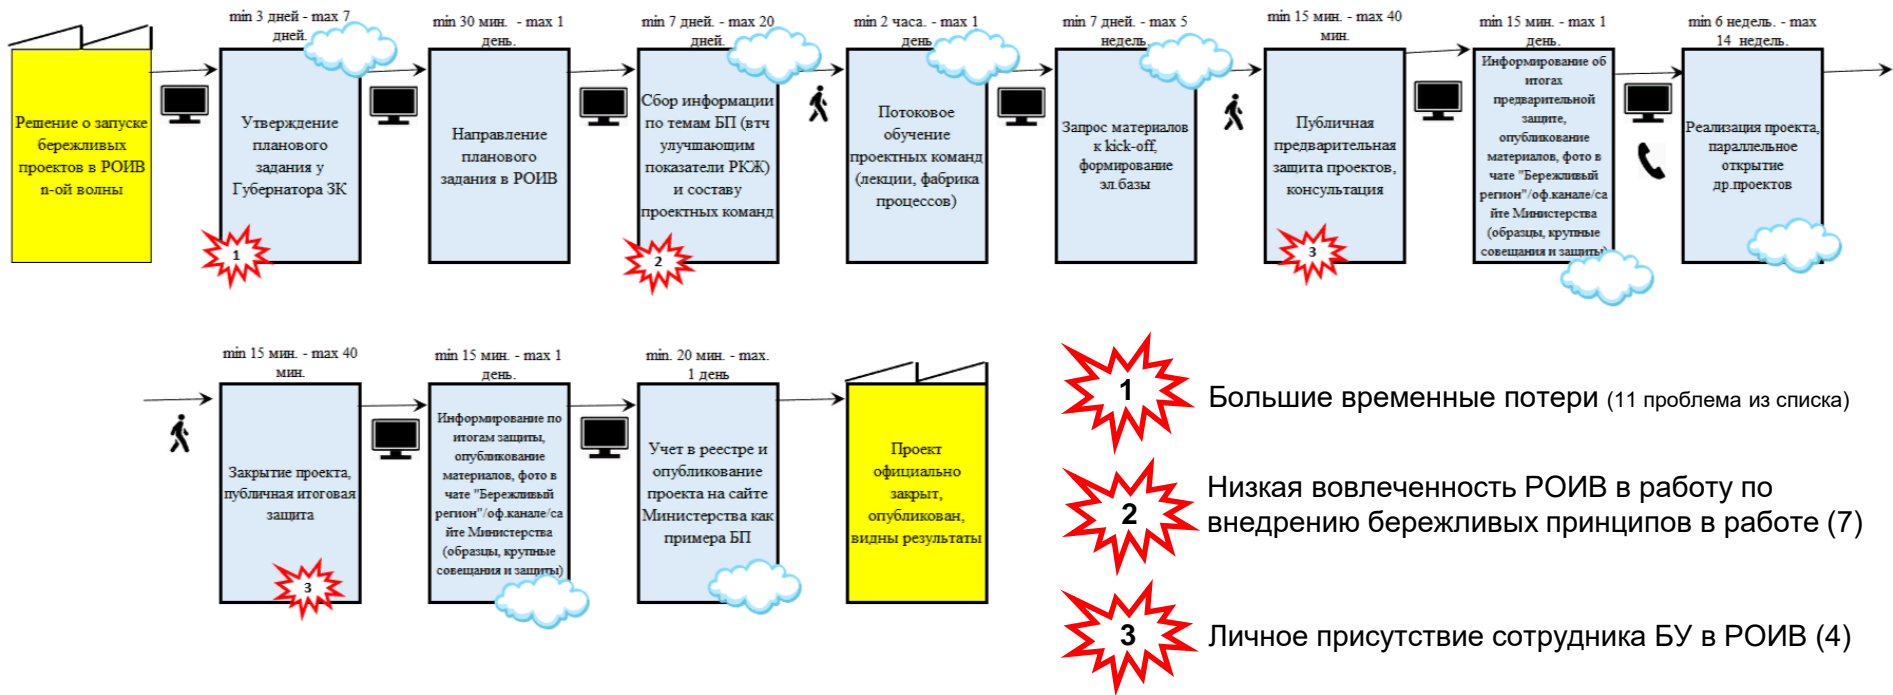 min 3 дней - max 7
дней.
min 30 мин. - max 1
день.
min 7 дней. - max 20
дней.
min 2 часа. - max 1
день
min 7 дней. - max 5
недель.
min 15 мин. - max 40
мин.
min 15 мин. - max 1
день.
min 6 недель. - max
14 недель.
Решение о запуске
бережливых
проектов в РОИВ
n-ой волны
Утверждение
планового
задания у
Губернатора ЗК
1
Направление
планового
задания в РОИВ
Сбор информации
по темам БП (втч
улучшающим
показатели РКЖ)
и составу
проектных команд
2
Потоковое
обучение
проектных команд
(лекции, фабрика
процессов)
Запрос материалов
к kick-off,
формирование
эл.базы
Публичная
предварительная
защита проектов,
консультация
3
Информирование об
итогах
предварительной
защите,
опубликование
материалов, фото в
чате "Бережливый
регион"/оф.канале/са
йте Министерства
(образцы, крупные
совещания и защиты)
Реализация проекта,
параллельное
открытие
др.проектов
min 15 мин. - max 40
мин.
min 15 мин. - max 1
день.
min. 20 мин. - max.
1 день
Закрытие проекта,
публичная итоговая
защита
3
Информирование по
итогам защиты,
опубликование
материалов, фото в
чате "Бережливый
регион"/оф.канале/са
йте Министерства
(образцы, крупные
совещания и защиты)
Учет в реестре и
опубликование
проекта на сайте
Министерства как
примера БП
Проект
официально
закрыт,
опубликован,
видны результаты
1
Большие временные потери (11 проблема из списка)
2
Низкая вовлеченность РОИВ в работу по
внедрению бережливых принципов в работе (7)
3
Личное присутствие сотрудника БУ в РОИВ (4)